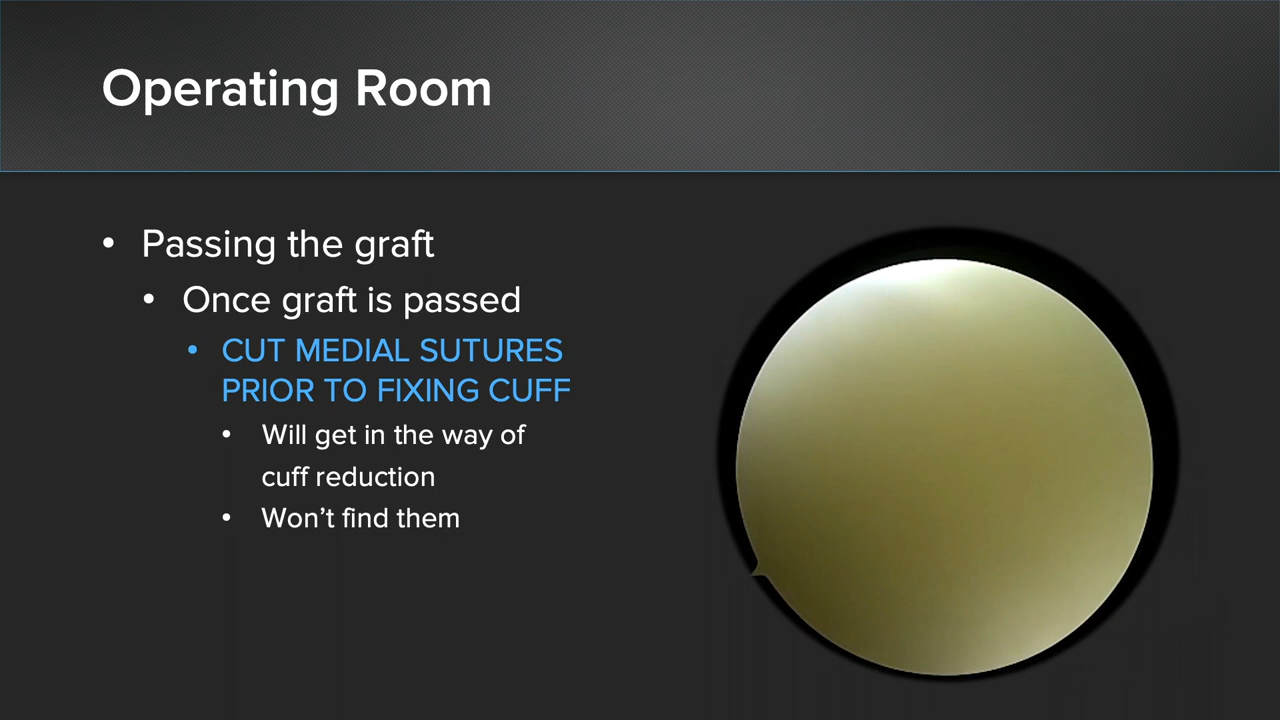 Operating Room
• Passing the graft
• Once graft is passed
• CUT MEDIAL SUTURES
PRIOR TO FIXING CUFF
• Will get in the way of
cuff reduction
• Won’t find them